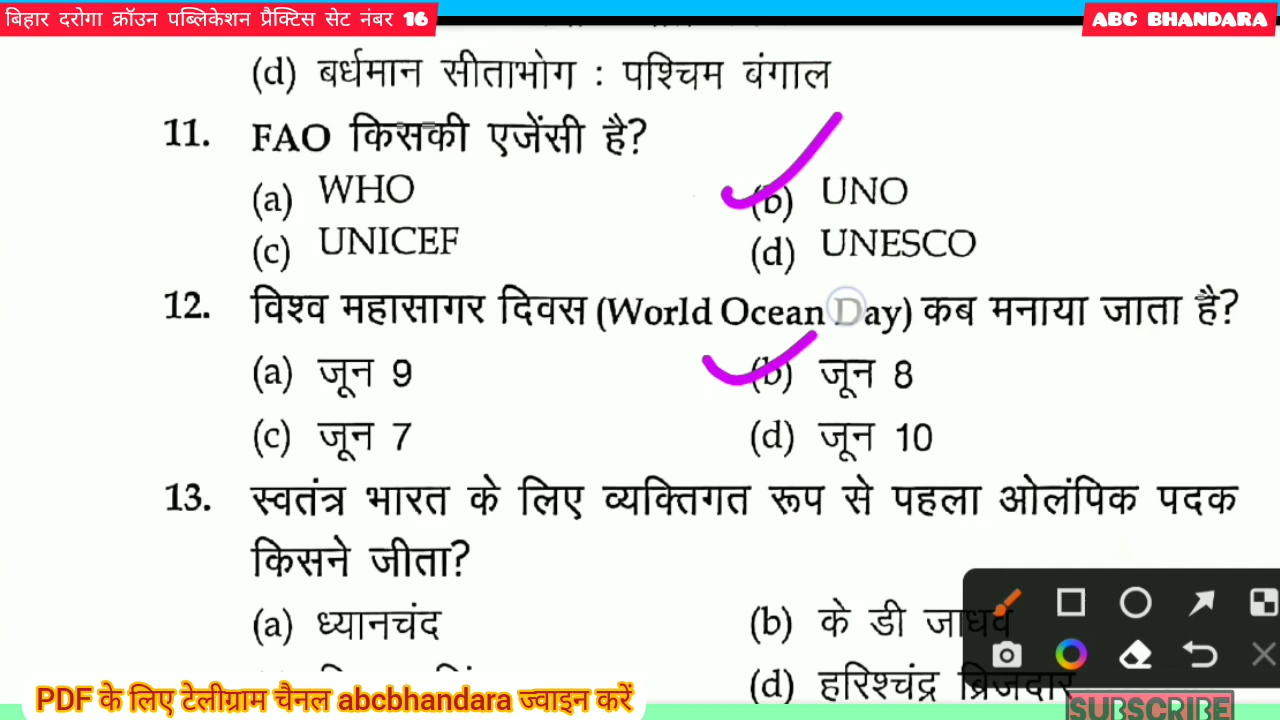 बिहार दरोगा क्रॉउन पब्लिकेशन प्रैक्टिस सेट नंबर 16
ABC BHANDARA
(d) बर्धमान सीताभोग : पश्चिम बंगाल
11. FAO किसकी एजेंसी है?
(a) WHO (b) UNO
(c) UNICEF (d) UNESCO
12. विश्व महासागर दिवस (World Ocean Day) कब मनाया जाता है?
(a) जून 9 (b) जून 8
(c) जून 7 (d) जून 10
13. स्वतंत्र भारत के लिए व्यक्तिगत रूप से पहला ओलंपिक पदक
किसने जीता?
(a) ध्यानचंद (b) के डी जाधव
(d) हरिश्चंद्र ब्रिजदार
PDF के लिए टेलीग्राम चैनल abcbhandara ज्वाइन करें
SUBSCRIBE